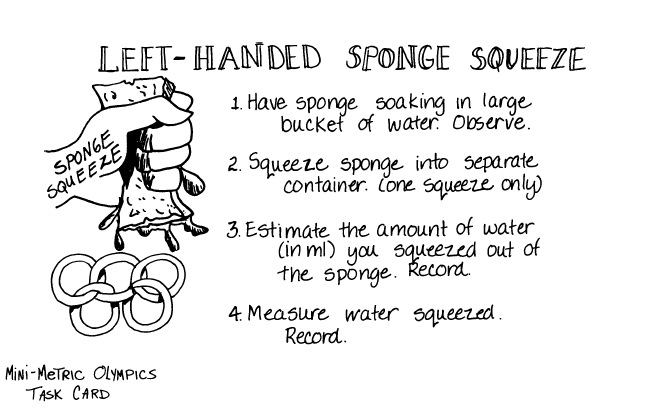 LEFT-HANDED SPONGE SQUEEZE
SPONGE
SQUEEZE
1. Have sponge soaking in large
bucket of water. Observe.
2. Squeeze sponge into separate
container. (one squeeze only)
3. Estimate the amount of water
(in ml) you squeezed out of
the sponge. Record.
4. Measure water squeezed.
Record.
MINI-METRIC OLYMPICS
TASK CARD